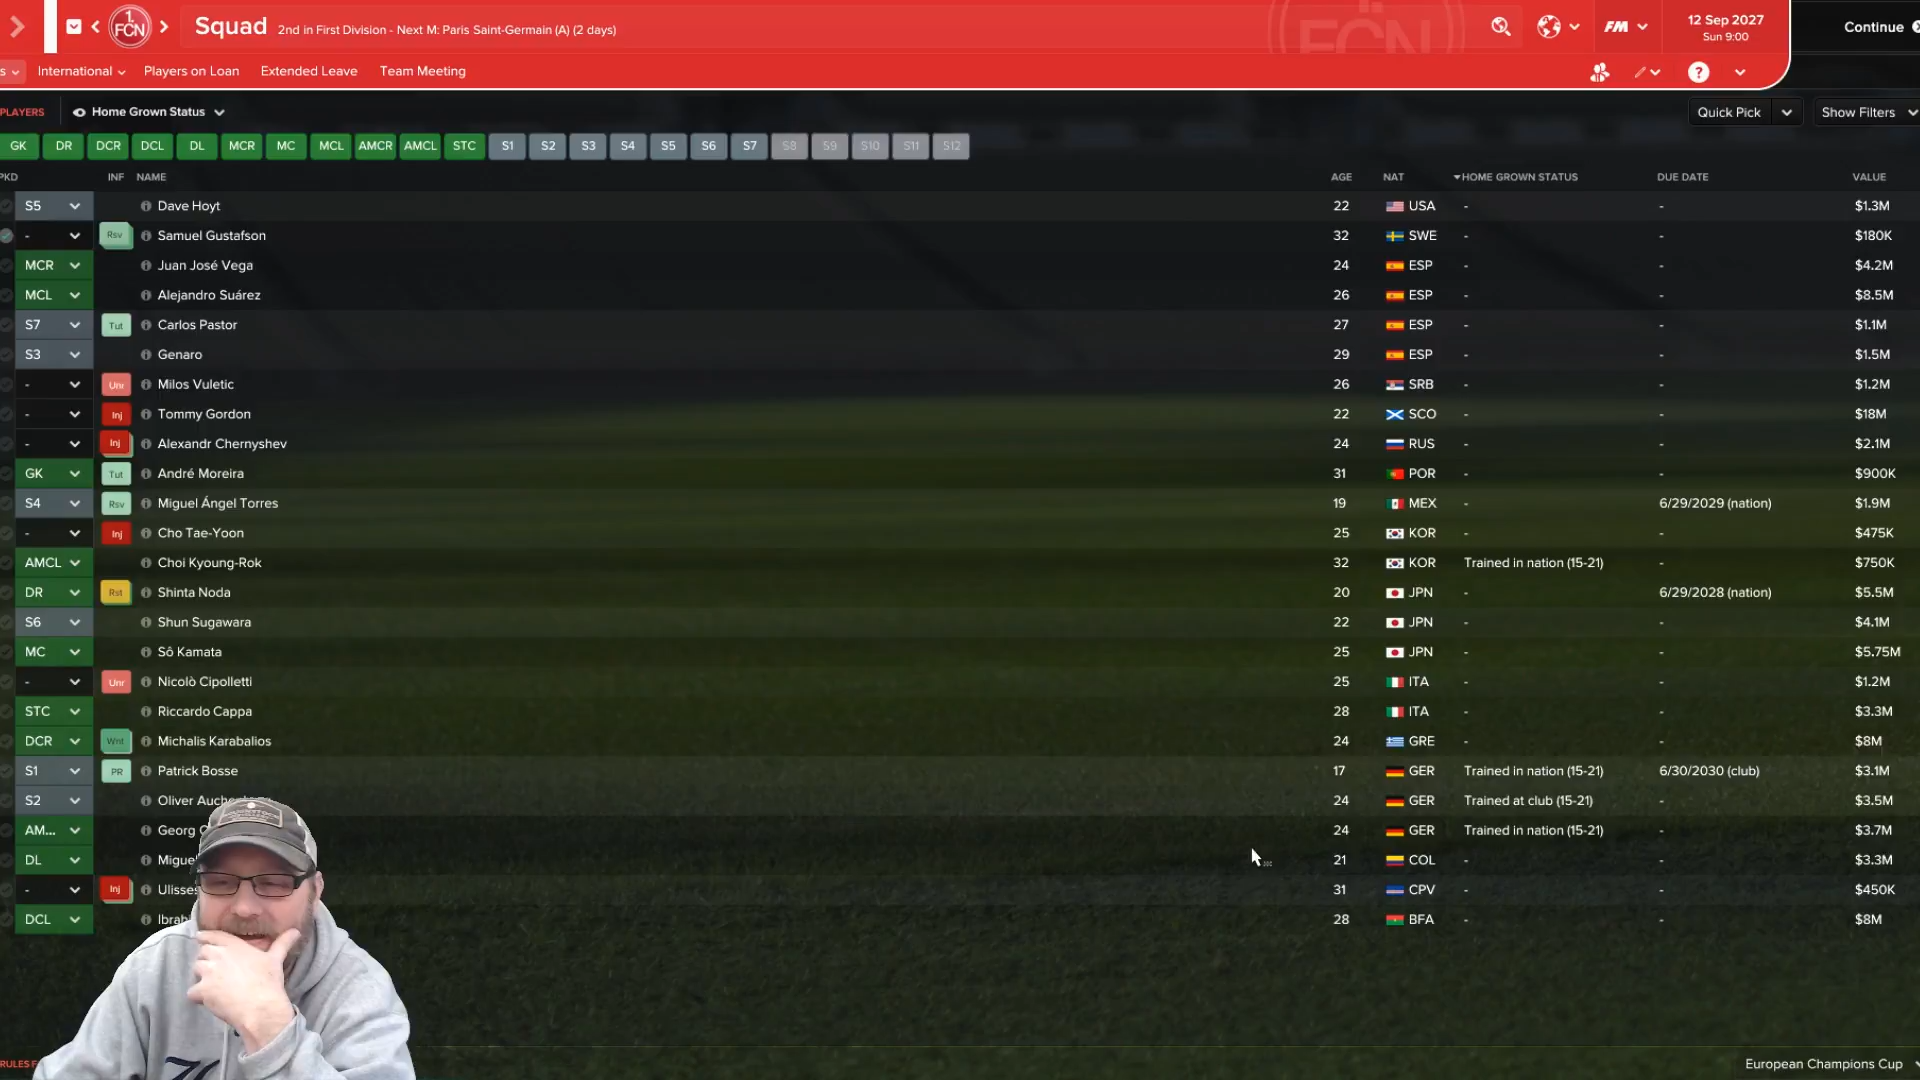 1. FCN
Squad 2nd in First Division - Next M: Paris Saint-Germain (A) (2 days)
FCN
FM
12 Sep 2027
Sun 9:00
Continue
s International Players on Loan Extended Leave Team Meeting
?
PLAYERS Home Grown Status Quick Pick Show Filters
GK DR DCR DCL DL MCR MC MCL AMCR AMCL STC S1 S2 S3 S4 S5 S6 S7 S8 S9 S10 S11 S12
PKD INF NAME AGE NAT HOME GROWN STATUS DUE DATE VALUE
S5 Dave Hoyt 22 USA - - $1.3M
- Rsv Samuel Gustafson 32 SWE - - $180K
MCR Juan José Vega 24 ESP - - $4.2M
MCL Alejandro Suárez 26 ESP - - $8.5M
S7 Tut Carlos Pastor 27 ESP - - $1.1M
S3 Genaro 29 ESP - - $1.5M
- Unr Milos Vuletic 26 SRB - - $1.2M
- Inj Tommy Gordon 22 SCO - - $18M
- Inj Alexandr Chernyshev 24 RUS - - $2.1M
GK Tut André Moreira 31 POR - - $900K
S4 Rsv Miguel Ángel Torres 19 MEX - 6/29/2029 (nation) $1.9M
- Inj Cho Tae-Yoon 25 KOR - - $475K
AMCL Choi Kyoung-Rok 32 KOR Trained in nation (15-21) - $750K
DR Rst Shinta Noda 20 JPN - 6/29/2028 (nation) $5.5M
S6 Shun Sugawara 22 JPN - - $4.1M
MC Sô Kamata 25 JPN - - $5.75M
- Unr Nicolò Cipolletti 25 ITA - - $1.2M
STC Riccardo Cappa 28 ITA - - $3.3M
DCR Wnt Michalis Karabalios 24 GRE - - $8M
S1 PR Patrick Bosse 17 GER Trained in nation (15-21) 6/30/2030 (club) $3.1M
S2 Oliver 24 GER Trained at club (15-21) - $3.5M
AM... Georg 24 GER Trained in nation (15-21) - $3.7M
DL Migue 21 COL - - $3.3M
- Inj Ulisses 31 CPV - - $450K
DCL Ibrah 28 BFA - - $8M
RULES F European Champions Cup